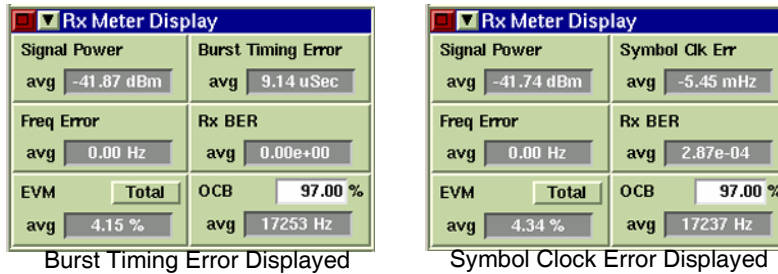 Rx Meter Display
Signal Power Burst Timing Error
avg -41.87 dBm avg 9.14 uSec
Freq Error Rx BER
avg 0.00 Hz avg 0.00e+00
EVM Total OCB 97.00 %
avg 4.15 % avg 17253 Hz
Burst Timing Error Displayed
Rx Meter Display
Signal Power Symbol Clk Err
avg -41.74 dBm avg -5.45 mHz
Freq Error Rx BER
avg 0.00 Hz avg 2.87e-04
EVM Total OCB 97.00 %
avg 4.34 % avg 17237 Hz
Symbol Clock Error Displayed